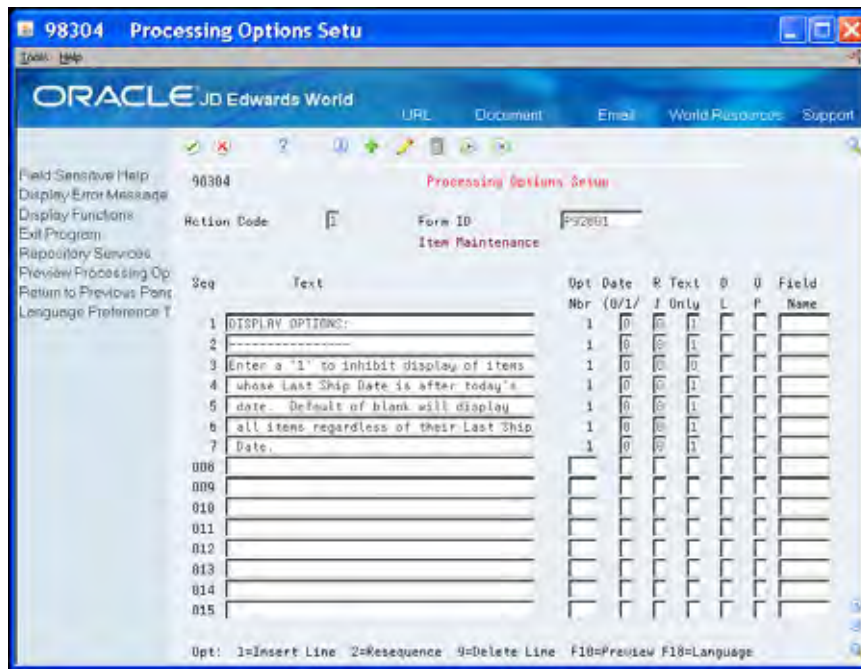 98304 Processing Options Setu
Tools Help
ORACLE JD Edwards World
URL Document Email World Resources Support
Field Sensitive Help
Display Error Message
Display Functions
Exit Program
Repository Services
Preview Processing Op
Return to Previous Pane
Language Preference
98304 Processing Options Setup
Action Code 1 Form ID P92801
Item Maintenance
Seq Text Opt Date R Text D U Field
Nbr (0/1/ J Only L P Name
1 DISPLAY OPTIONS: 1 0 0 1
2 ---------------- 1 0 0 1
3 Enter a '1' to inhibit display of items 1 0 0 0
4 whose Last Ship Date is after today's 1 0 0 1
5 date. Default of blank will display 1 0 0 1
6 all items regardless of their Last Ship 1 0 0 1
7 Date. 1 0 0 1
008
009
010
011
012
013
014
015
Opt: 1=Insert Line 2=Resequence 9=Delete Line F10=Preview F18=Language